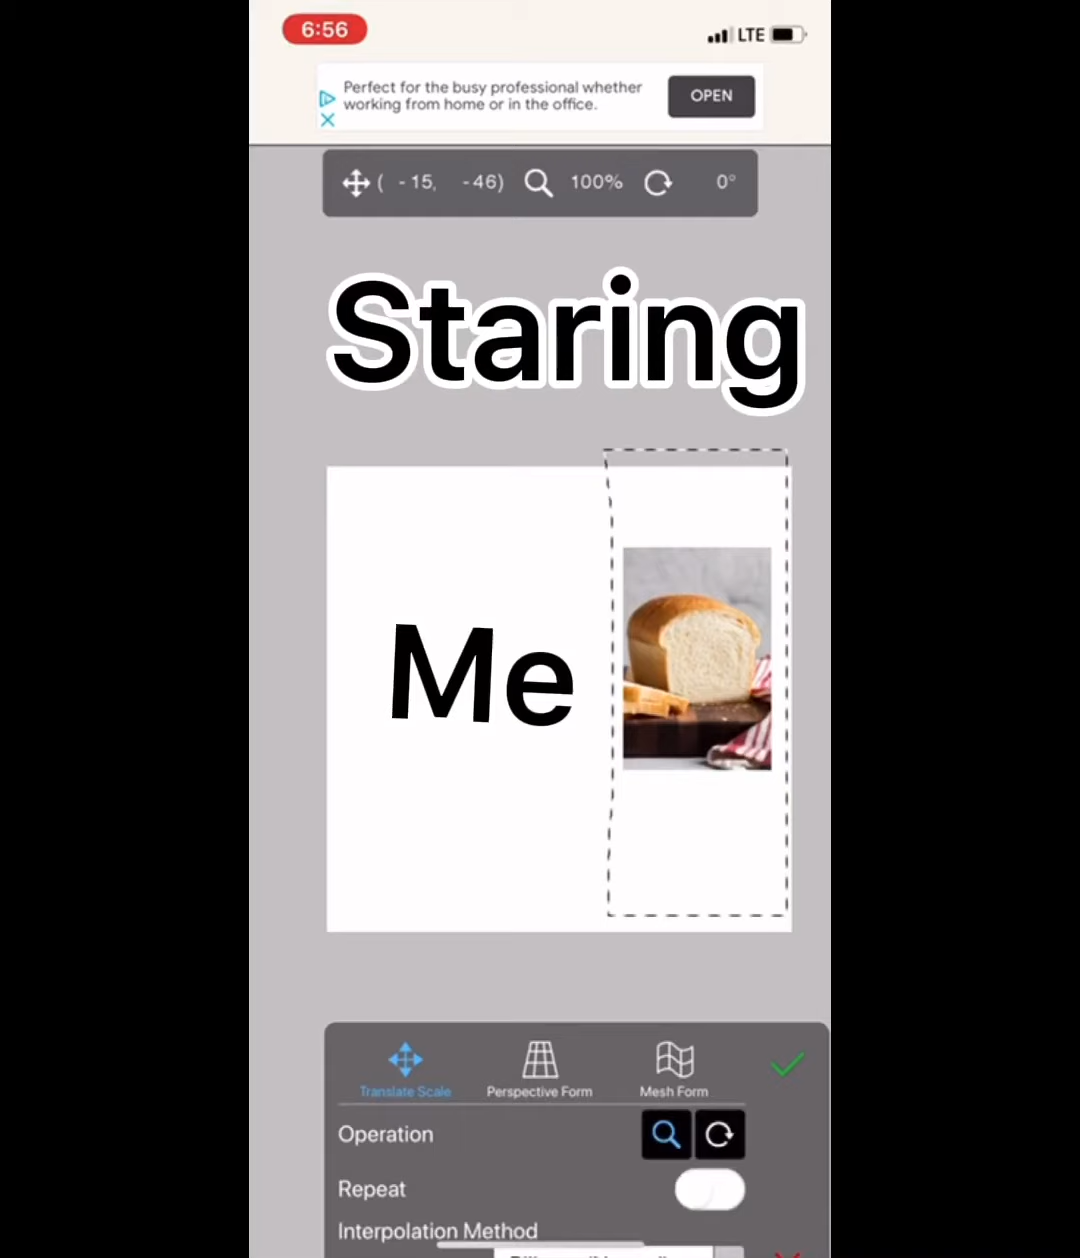 6:56
LTE
Perfect for the busy professional whether
working from home or in the office.
OPEN
( -15, -46) 100% 0°
Staring
Me
Translate Scale Perspective Form Mesh Form
Operation
Repeat
Interpolation Method